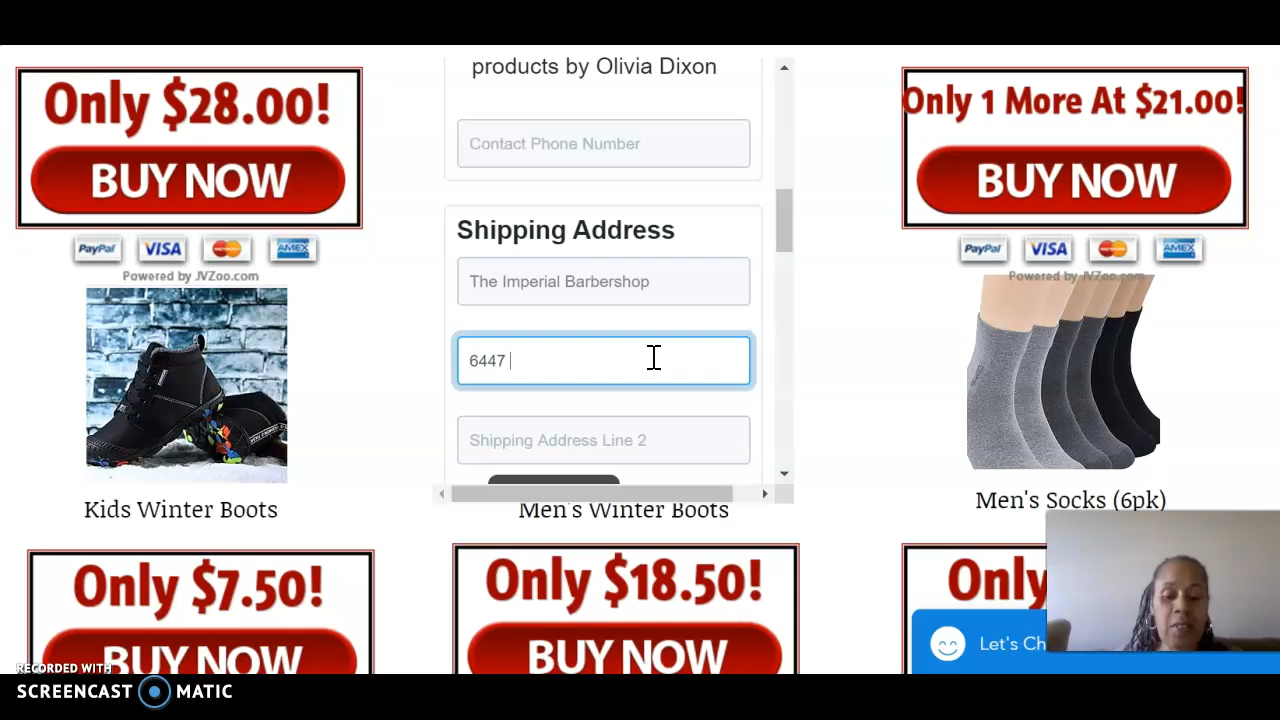 products by Olivia Dixon
Only $28.00!
BUY NOW
PayPal VISA MasterCard AMEX
Powered by JVZoo.com
Kids Winter Boots
Contact Phone Number
Shipping Address
The Imperial Barbershop
6447
Shipping Address Line 2
Men's Winter Boots
Only 1 More At $21.00!
BUY NOW
PayPal VISA MasterCard AMEX
Powered by JVZoo.com
Men's Socks (6pk)
Only $7.50!
BUY NOW
Only $18.50!
BUY NOW
Only
Let's Ch
RECORDED WITH
SCREENCAST MATIC